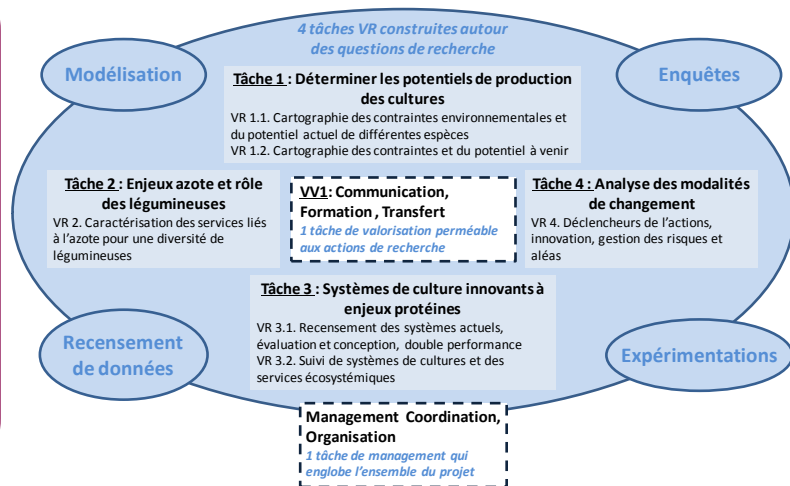 4 tâches VR construites autour
des questions de recherche
Modélisation
Enquêtes
Tâche 1 : Déterminer les potentiels de production
des cultures
VR 1.1. Cartographie des contraintes environnementales et
du potentiel actuel de différentes espèces
VR 1.2. Cartographie des contraintes et du potentiel à venir
Tâche 2 : Enjeux azote et rôle
des légumineuses
VR 2. Caractérisation des services liés
à l'azote pour une diversité de
légumineuses
VV1: Communication,
Formation , Transfert
1 tâche de valorisation perméable
aux actions de recherche
Tâche 4 : Analyse des modalités
de changement
VR 4. Déclencheurs de l'actions,
innovation, gestion des risques et
aléas
Tâche 3 : Systèmes de culture innovants à
enjeux protéines
VR 3.1. Recensement des systèmes actuels,
évaluation et conception, double performance
VR 3.2. Suivi de systèmes de cultures et des
services écosystémiques
Recensement
de données
Expérimentations
Management Coordination,
Organisation
1 tâche de management qui
englobe l'ensemble du projet